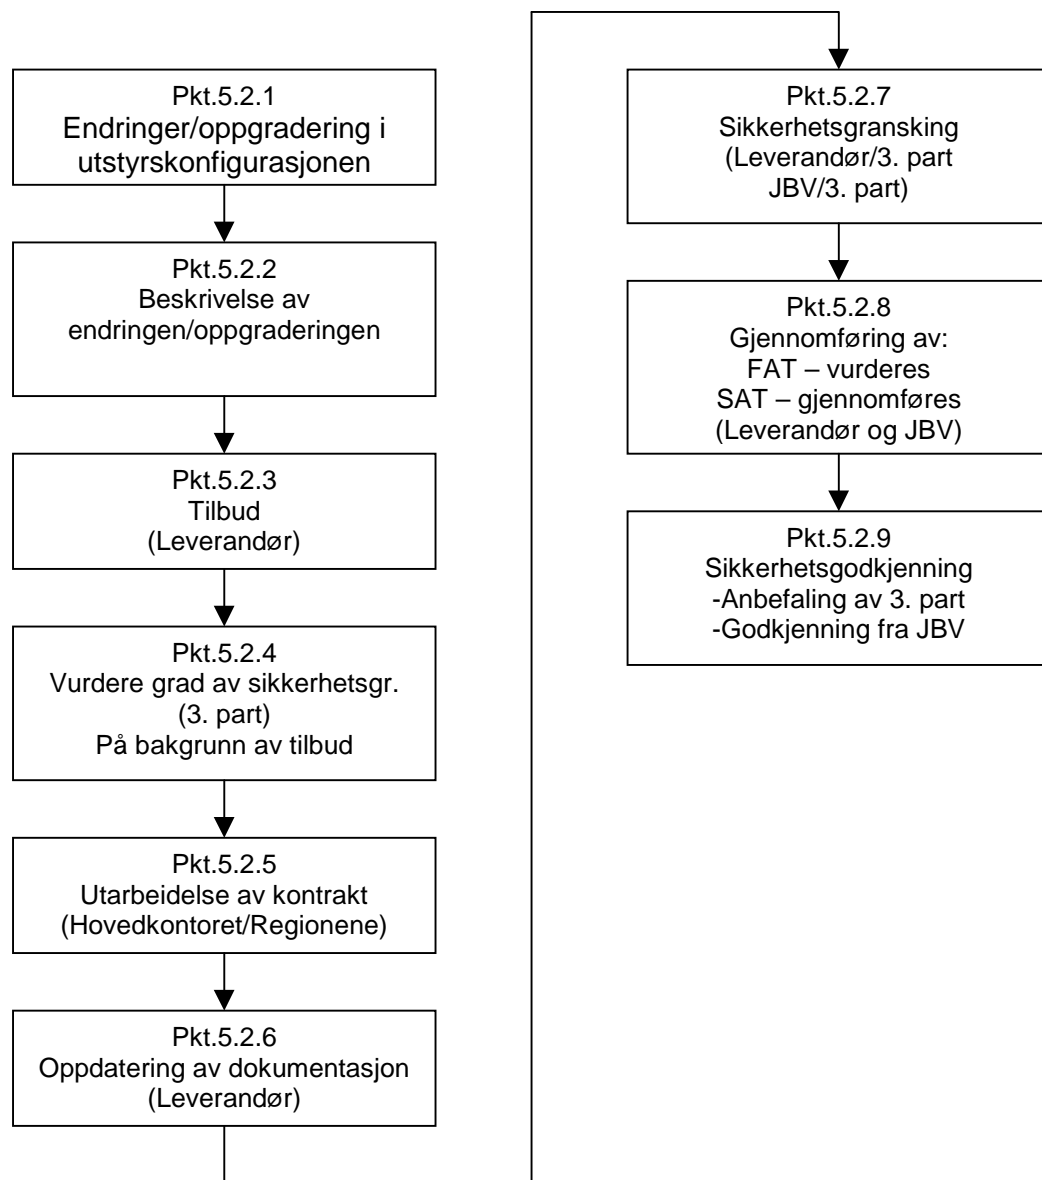 Pkt.5.2.1
Endringer/oppgradering i
utstyrskonfigurasjonen
Pkt.5.2.2
Beskrivelse av
endringen/oppgraderingen
Pkt.5.2.3
Tilbud
(Leverandør)
Pkt.5.2.4
Vurdere grad av sikkerhetsgr.
(3. part)
På bakgrunn av tilbud
Pkt.5.2.5
Utarbeidelse av kontrakt
(Hovedkontoret/Regionene)
Pkt.5.2.6
Oppdatering av dokumentasjon
(Leverandør)
Pkt.5.2.7
Sikkerhetsgransking
(Leverandør/3. part
JBV/3. part)
Pkt.5.2.8
Gjennomføring av:
FAT – vurderes
SAT – gjennomføres
(Leverandør og JBV)
Pkt.5.2.9
Sikkerhetsgodkjenning
-Anbefaling av 3. part
-Godkjenning fra JBV